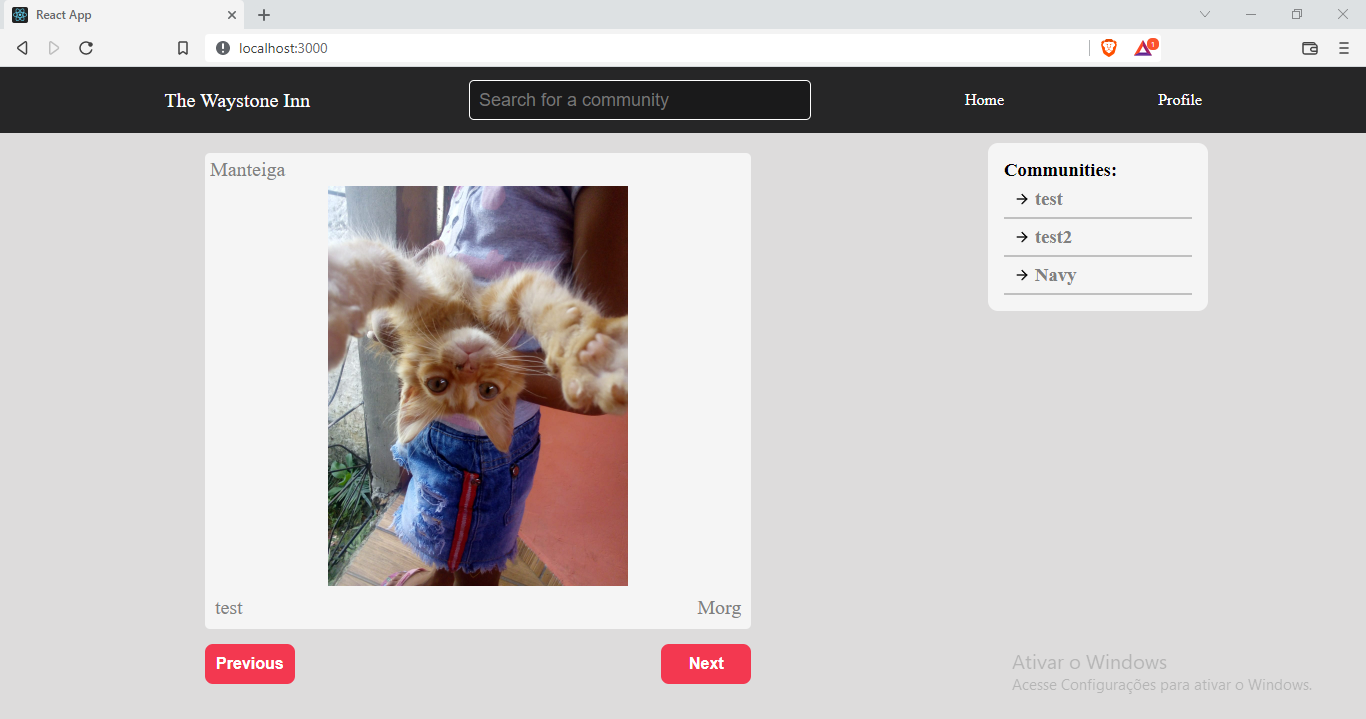 React App
localhost:3000
1
The Waystone Inn
Search for a community
Home
Profile
Manteiga
test
Morg
Previous
Next
Communities:
→ test
→ test2
→ Navy
Ativar o Windows
Acesse Configurações para ativar o Windows.